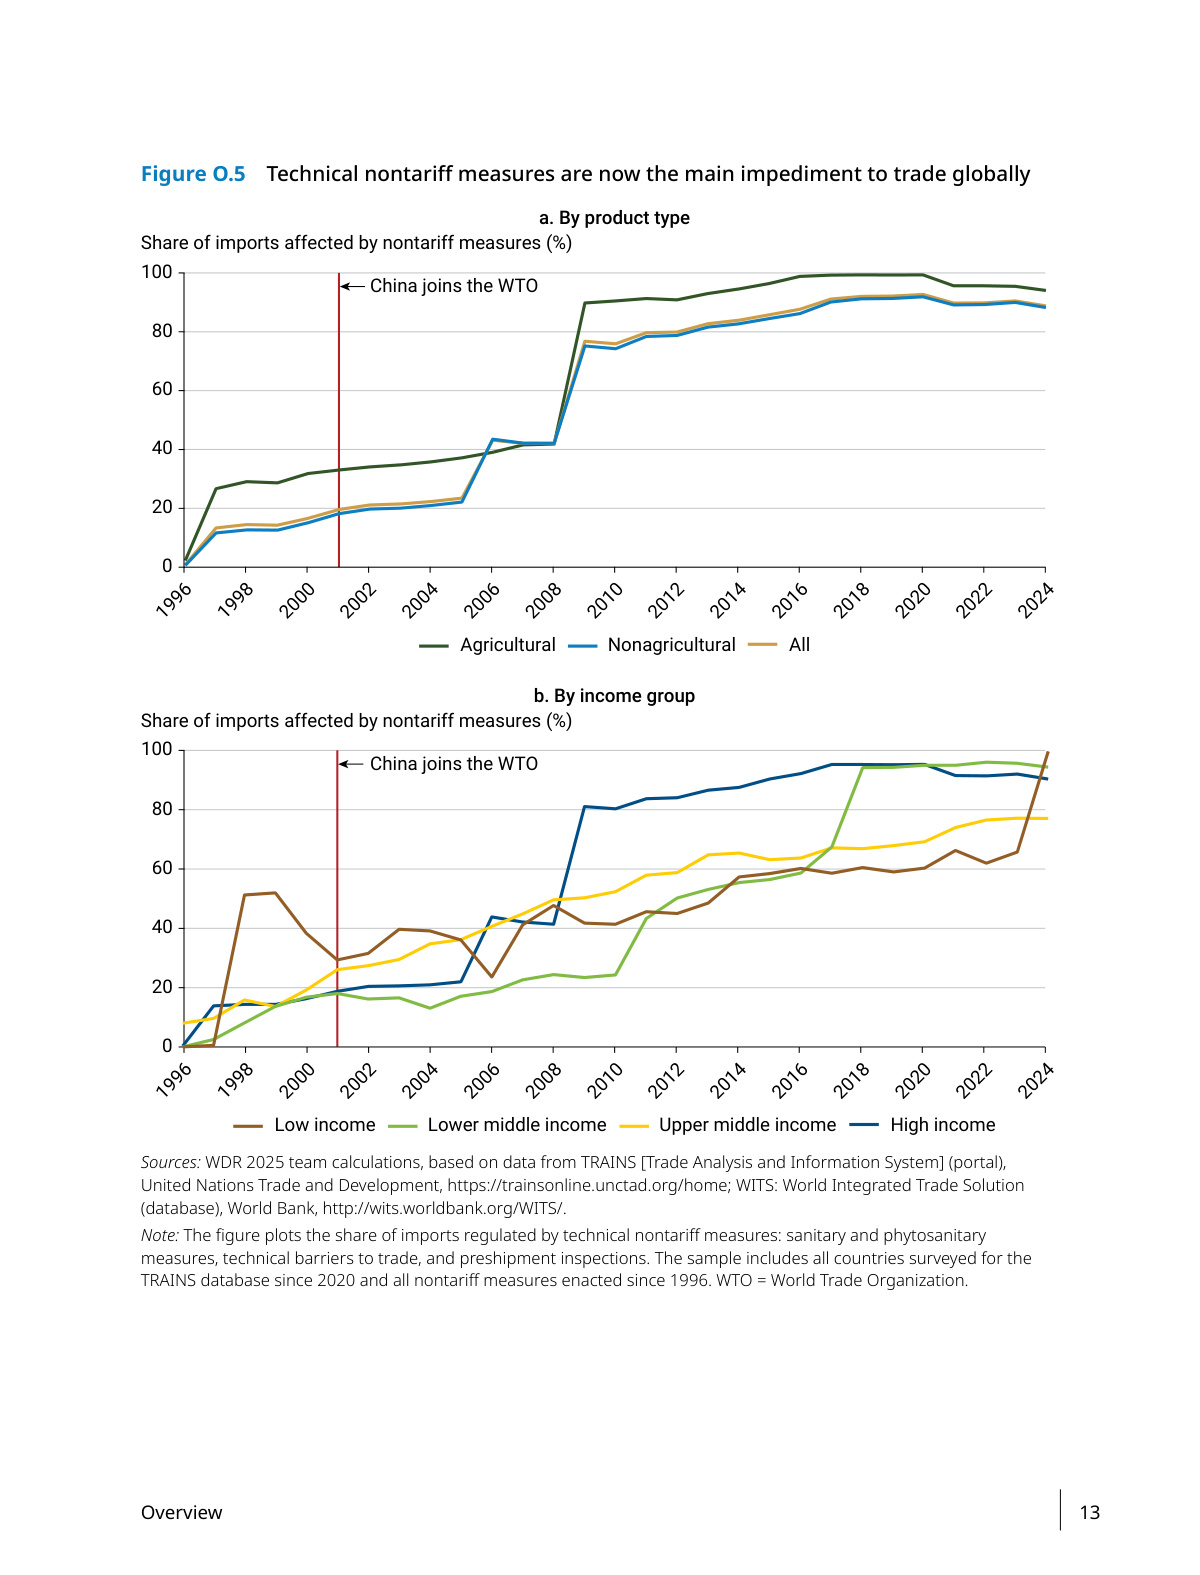 Figure O.5 Technical nontariff measures are now the main impediment to trade globally
a. By product type
Share of imports affected by nontariff measures (%)
100
China joins the WTO
80
60
40
20
0
1996 1998 2000 2002 2004 2006 2008 2010 2012 2014 2016 2018 2020 2022 2024
Agricultural Nonagricultural All
b. By income group
Share of imports affected by nontariff measures (%)
100
China joins the WTO
80
60
40
20
0
1996 1998 2000 2002 2004 2006 2008 2010 2012 2014 2016 2018 2020 2022 2024
Low income Lower middle income Upper middle income High income
Sources: WDR 2025 team calculations, based on data from TRAINS [Trade Analysis and Information System] (portal),
United Nations Trade and Development, https://trainsonline.unctad.org/home; WITS: World Integrated Trade Solution
(database), World Bank, http://wits.worldbank.org/WITS/.
Note: The figure plots the share of imports regulated by technical nontariff measures: sanitary and phytosanitary
measures, technical barriers to trade, and preshipment inspections. The sample includes all countries surveyed for the
TRAINS database since 2020 and all nontariff measures enacted since 1996. WTO = World Trade Organization.
Overview 13